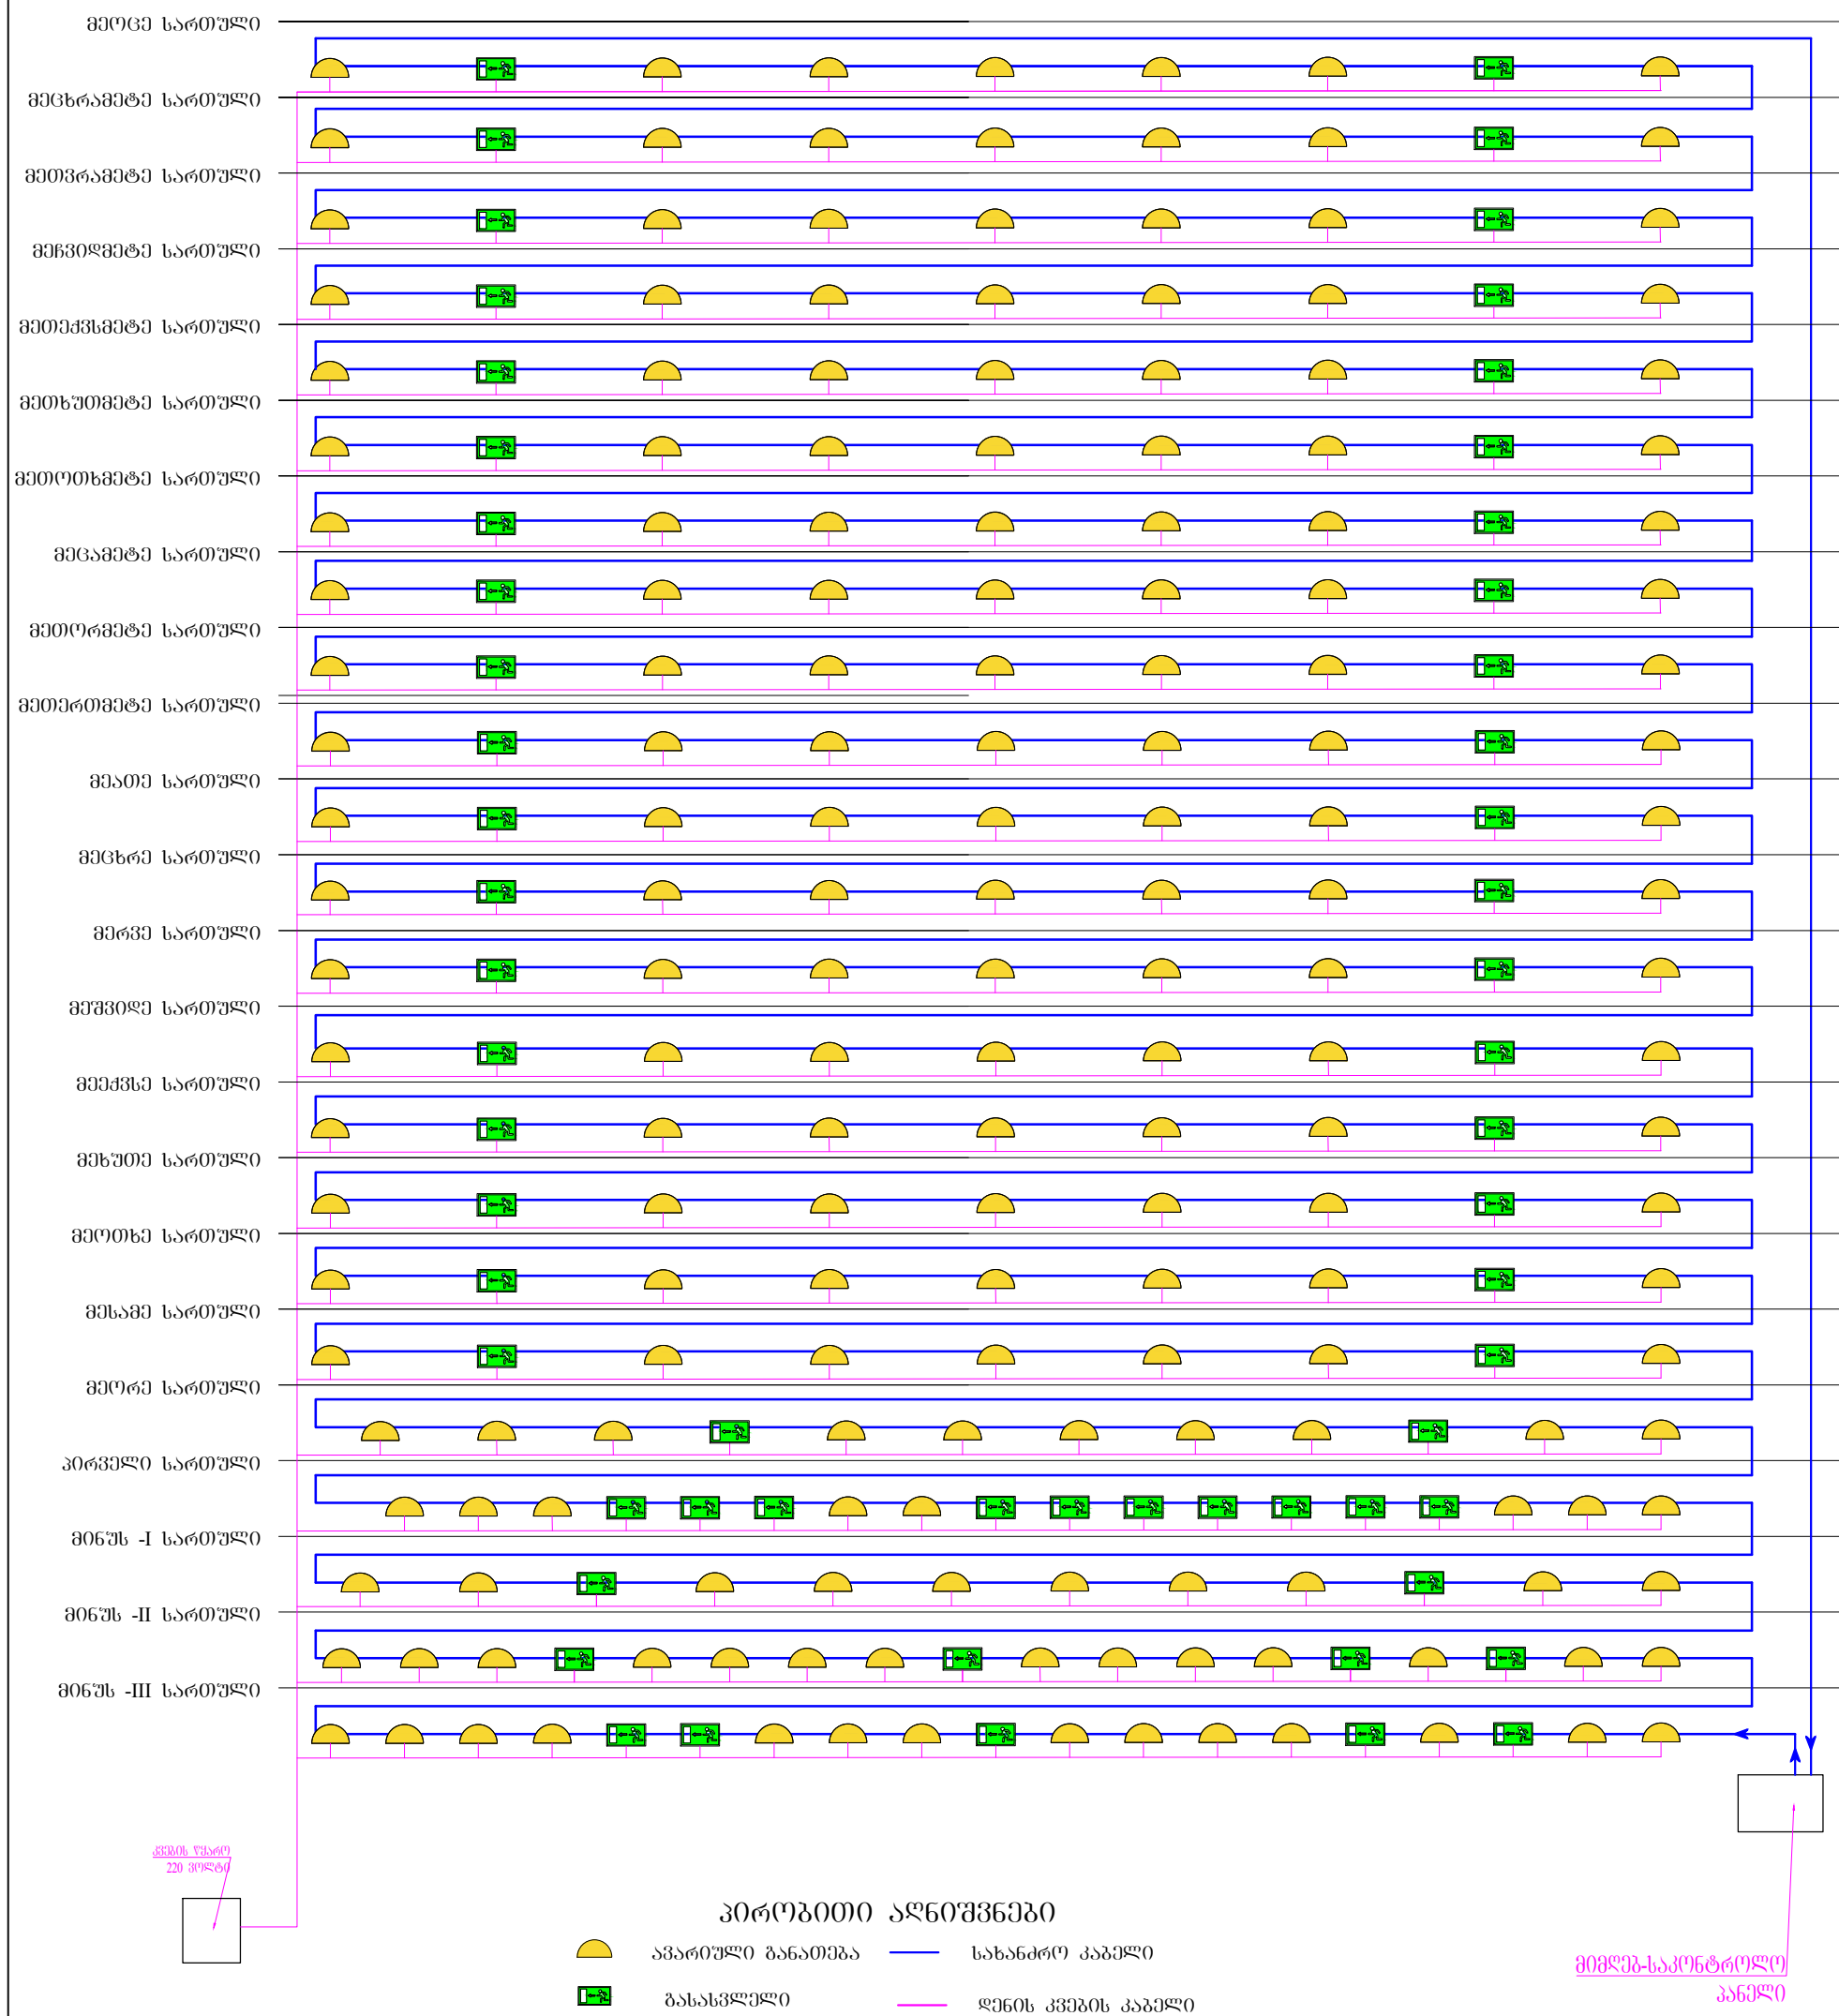 მეოცე სართული
მეცხრამეტე სართული
მეთვრამეტე სართული
მეჩვიდმეტე სართული
მეთექვსმეტე სართული
მეთხუთმეტე სართული
მეთოთხმეტე სართული
მეცამეტე სართული
მეთორმეტე სართული
მეთერთმეტე სართული
მეათე სართული
მეცხრე სართული
მერვე სართული
მეშვიდე სართული
მეექვსე სართული
მეხუთე სართული
მეოთხე სართული
მესამე სართული
მეორე სართული
პირველი სართული
მინუს -I სართული
მინუს -II სართული
მინუს -III სართული
კვების წყარო
220 ვოლტი
პირობითი აღნიშვნები
ავარიული განათება
სახანძრო კაბელი
გასასვლელი
დენის კვების კაბელი
მიმღებ-საკონტროლო
პანელი